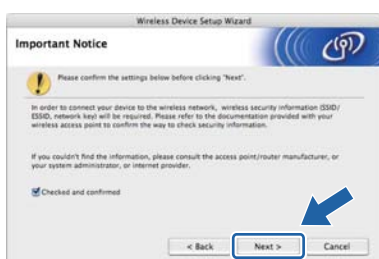 Wireless Device Setup Wizard
Important Notice
Please confirm the settings below before clicking "Next".
In order to connect your device to the wireless network, wireless security information (SSID/
ESSID, network key) will be required. Please refer to the documentation provided with your
wireless access point to confirm the way to check security information.
If you couldn't find the information, please consult the access point/router manufacturer, or
your system administrator, or internet provider.
Checked and confirmed
< Back
Next >
Cancel